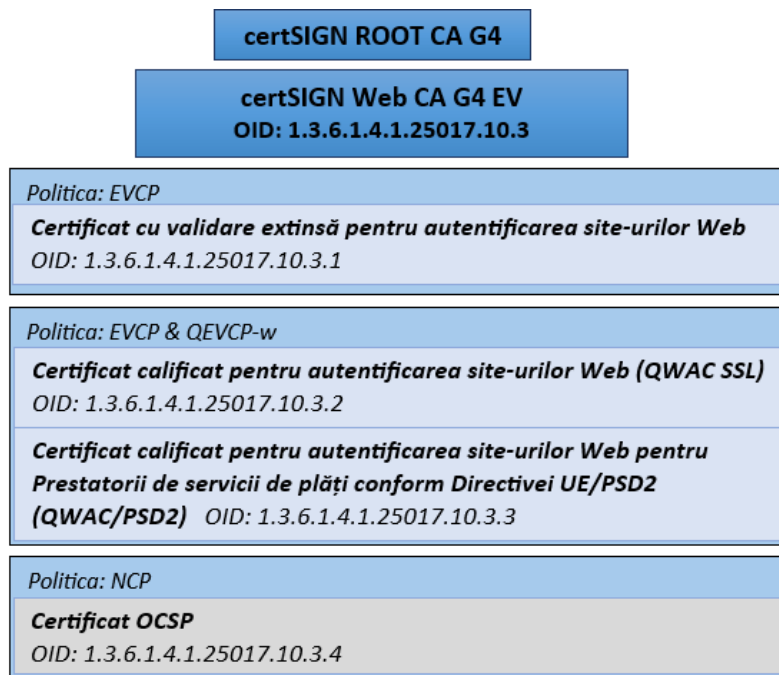 certSIGN ROOT CA G4
certSIGN Web CA G4 EV
OID: 1.3.6.1.4.1.25017.10.3
Politica: EVCP
Certificat cu validare extinsă pentru autentificarea site-urilor Web
OID: 1.3.6.1.4.1.25017.10.3.1
Politica: EVCP & QEVCP-w
Certificat calificat pentru autentificarea site-urilor Web (QWAC SSL)
OID: 1.3.6.1.4.1.25017.10.3.2
Certificat calificat pentru autentificarea site-urilor Web pentru
Prestatorii de servicii de plăți conform Directivei UE/PSD2
(QWAC/PSD2) OID: 1.3.6.1.4.1.25017.10.3.3
Politica: NCP
Certificat OCSP
OID: 1.3.6.1.4.1.25017.10.3.4